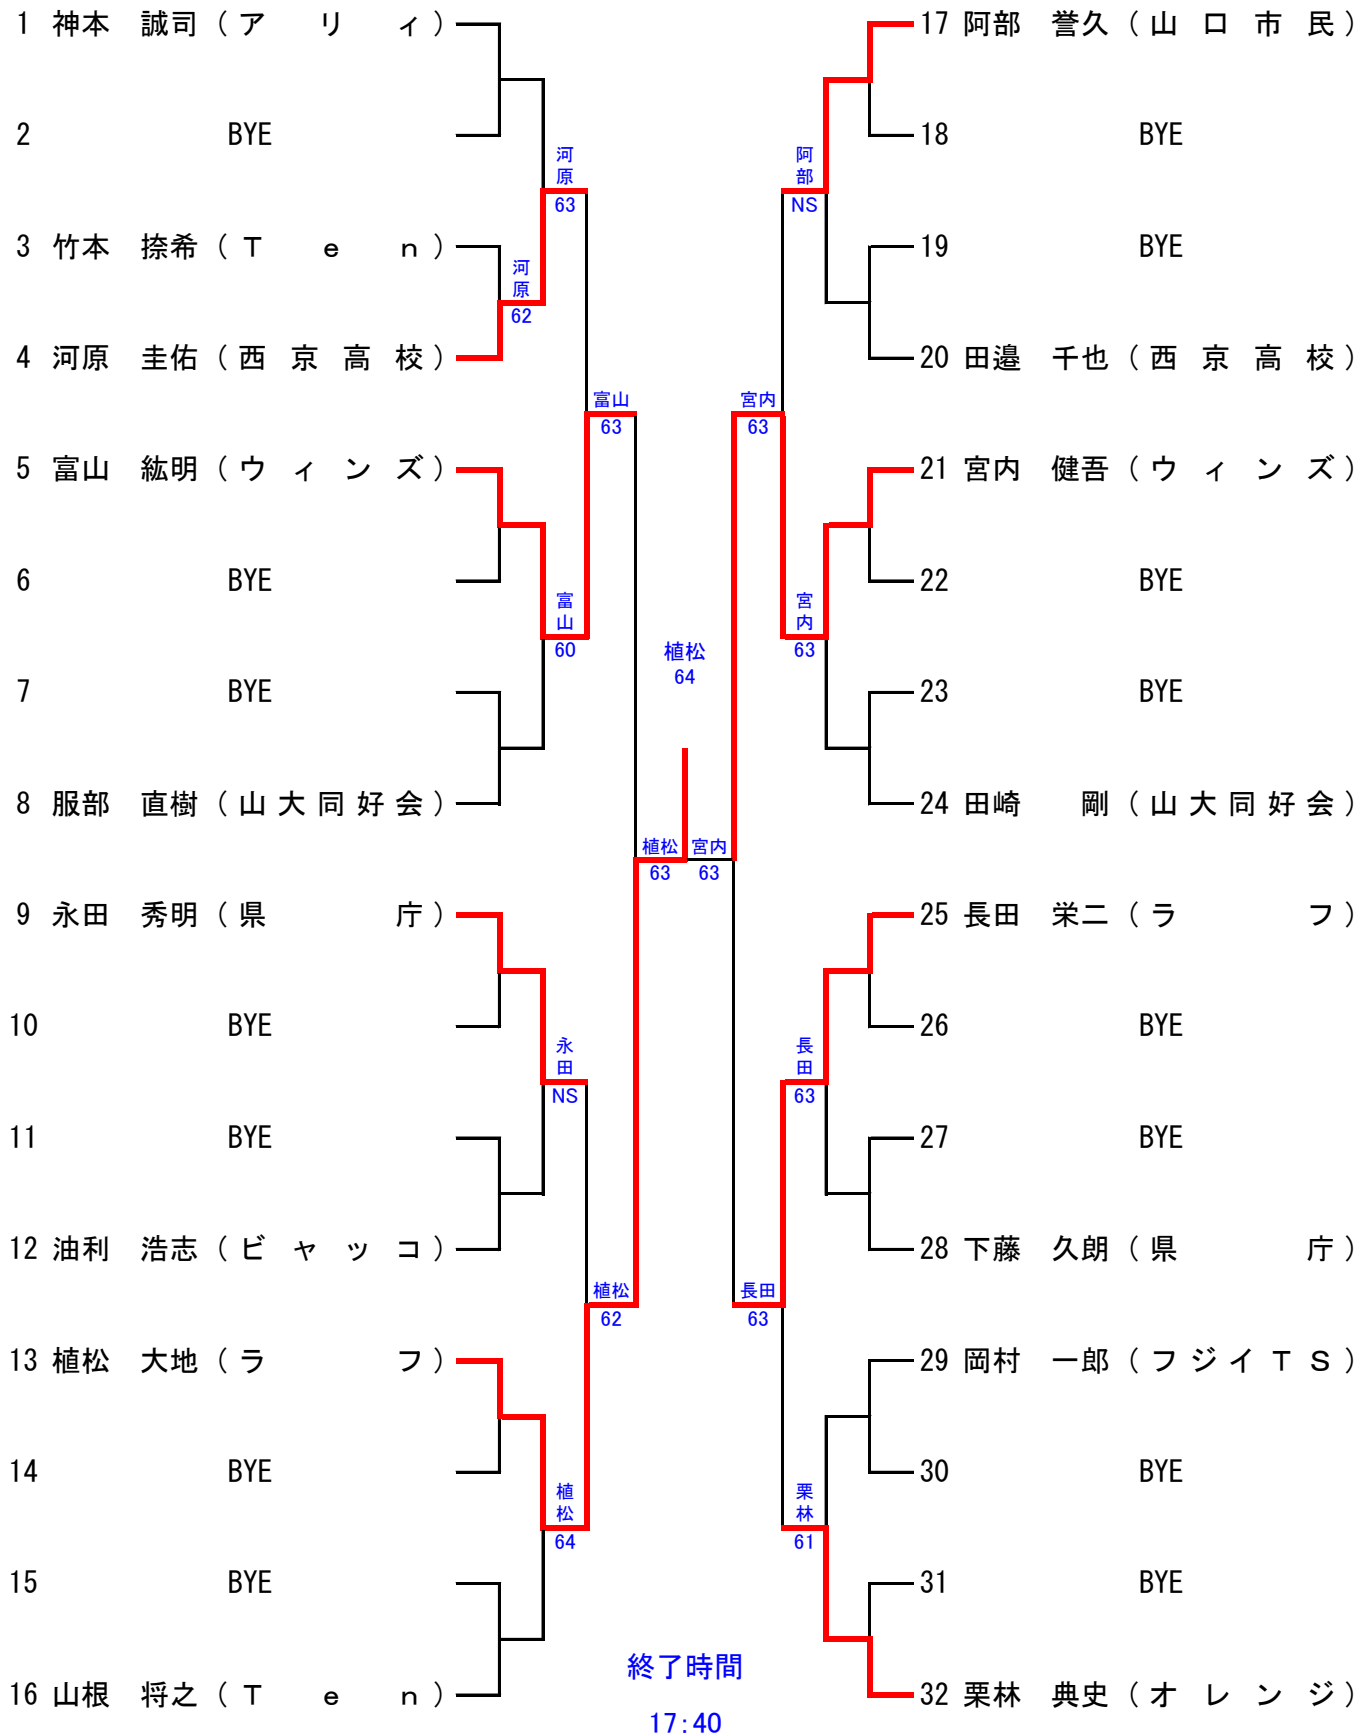 1 神本 誠司 (アリィ)
2 BYE
3 竹本 捺希 (Ten)
4 河原 圭佑 (西京高校)
5 富山 紘明 (ウィンズ)
6 BYE
7 BYE
8 服部 直樹 (山大同好会)
9 永田 秀明 (県庁)
10 BYE
11 BYE
12 油利 浩志 (ビャッコ)
13 植松 大地 (ラフ)
14 BYE
15 BYE
16 山根 将之 (Ten)
河原
62
河原
63
富山
60
永田
NS
植松
64
富山
63
植松
62
植松
63
植松
64
宮内
63
宮内
63
長田
63
阿部
NS
宮内
63
長田
63
栗林
61
17 阿部 誉久 (山口市民)
18 BYE
19 BYE
20 田邉 千也 (西京高校)
21 宮内 健吾 (ウィンズ)
22 BYE
23 BYE
24 田崎 剛 (山大同好会)
25 長田 栄二 (ラフ)
26 BYE
27 BYE
28 下藤 久朗 (県庁)
29 岡村 一郎 (フジイTS)
30 BYE
31 BYE
32 栗林 典史 (オレンジ)
終了時間
17:40